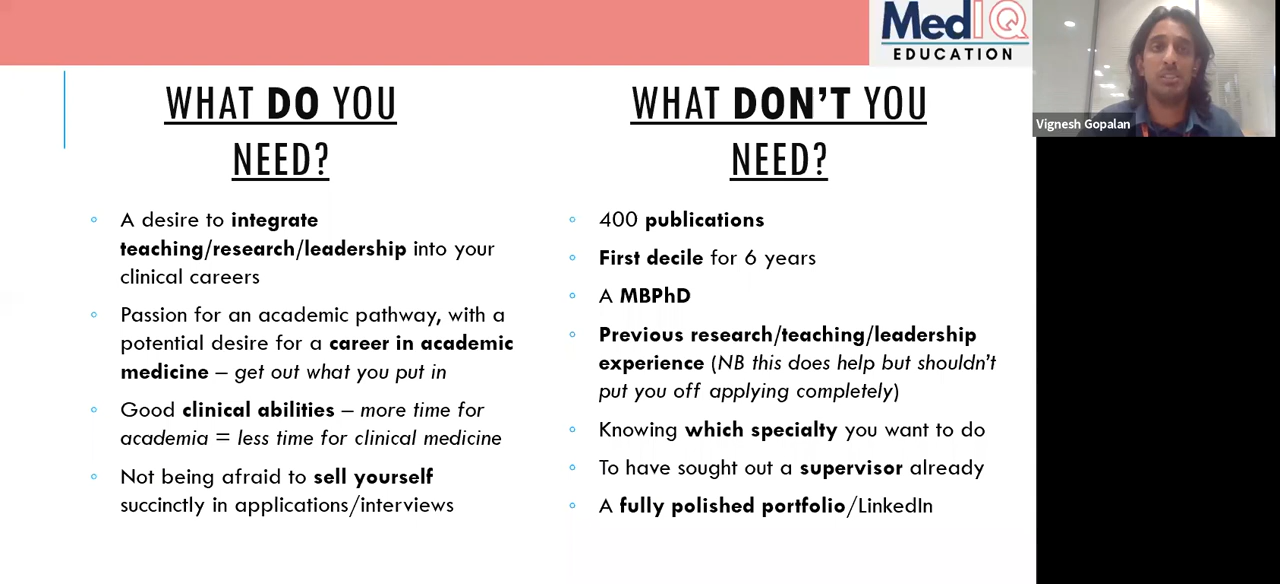 MedIQ
EDUCATION
Vignesh Gopalan
WHAT DO YOU
NEED?
◦ A desire to integrate
teaching/research/leadership into your
clinical careers
◦ Passion for an academic pathway, with a
potential desire for a career in academic
medicine – get out what you put in
◦ Good clinical abilities – more time for
academia = less time for clinical medicine
◦ Not being afraid to sell yourself
succinctly in applications/interviews
WHAT DON'T YOU
NEED?
◦ 400 publications
◦ First decile for 6 years
◦ A MBPhD
◦ Previous research/teaching/leadership
experience (NB this does help but shouldn't
put you off applying completely)
◦ Knowing which specialty you want to do
◦ To have sought out a supervisor already
◦ A fully polished portfolio/LinkedIn